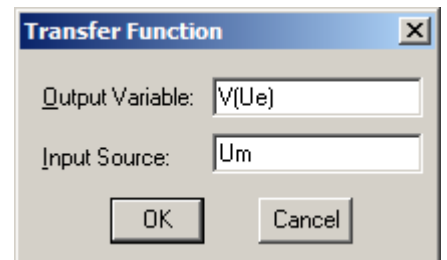 Transfer Function
Output Variable: V(Ue)
Input Source: Um
OK Cancel